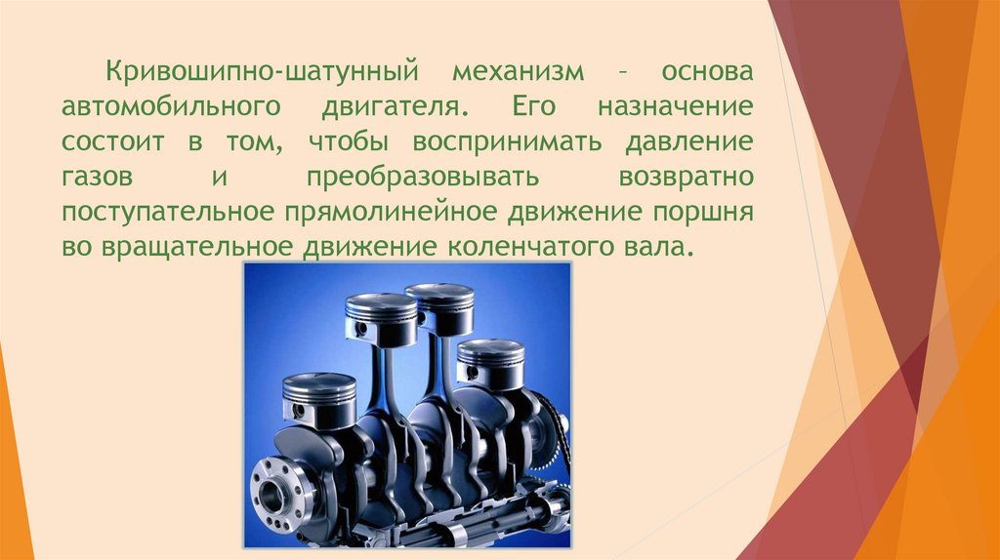 Кривошипно-шатунный механизм – основа
автомобильного двигателя. Его назначение
состоит в том, чтобы воспринимать давление
газов и преобразовывать возвратно
поступательное прямолинейное движение поршня
во вращательное движение коленчатого вала.